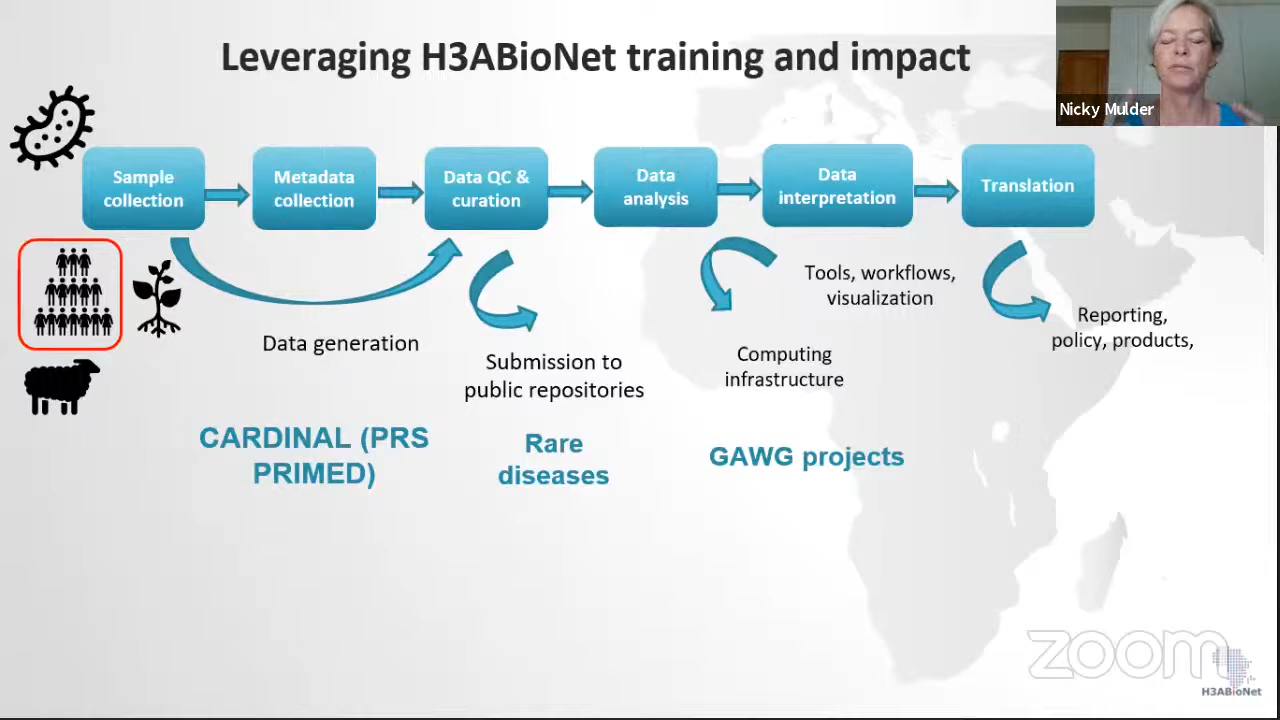 Leveraging H3ABioNet training and impact
Nicky Mulder
Sample
collection
Metadata
collection
Data QC &
curation
Data
analysis
Data
interpretation
Translation
Data generation
Submission to
public repositories
Computing
infrastructure
Tools, workflows,
visualization
Reporting,
policy, products,
CARDINAL (PRS
PRIMED)
Rare
diseases
GAWG projects
zoom
H3ABioNet